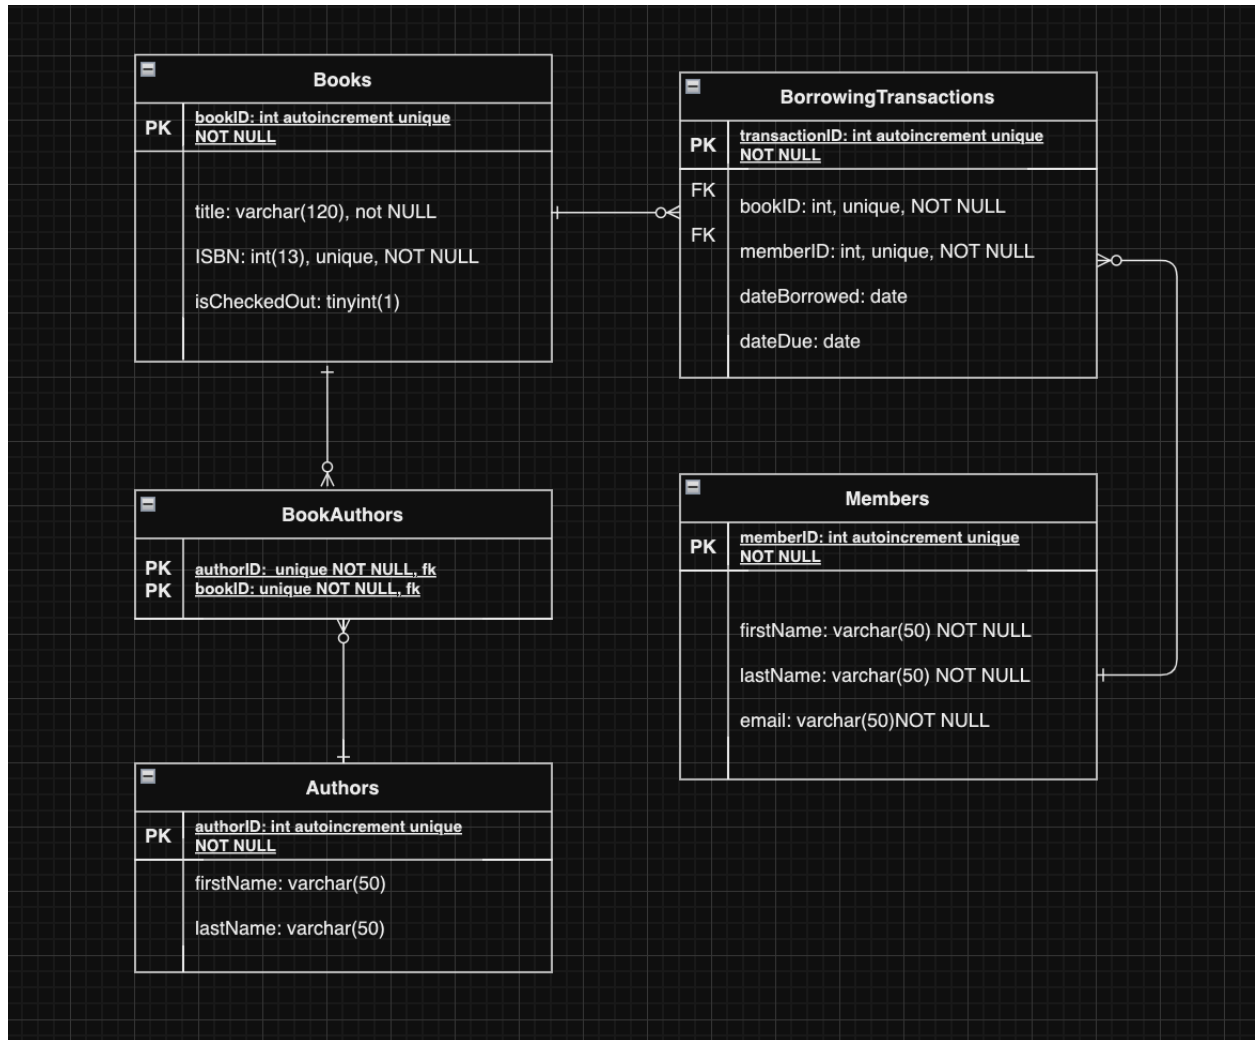 Books
PK
bookID: int autoincrement unique
NOT NULL
title: varchar(120), not NULL
ISBN: int(13), unique, NOT NULL
isCheckedOut: tinyint(1)
BorrowingTransactions
PK
transactionID: int autoincrement unique
NOT NULL
FK
bookID: int, unique, NOT NULL
FK
memberID: int, unique, NOT NULL
dateBorrowed: date
dateDue: date
BookAuthors
PK authorID:  unique NOT NULL, fk
PK bookID: unique NOT NULL, fk
Members
PK
memberID: int autoincrement unique
NOT NULL
firstName: varchar(50) NOT NULL
lastName: varchar(50) NOT NULL
email: varchar(50)NOT NULL
Authors
PK
authorID: int autoincrement unique
NOT NULL
firstName: varchar(50)
lastName: varchar(50)